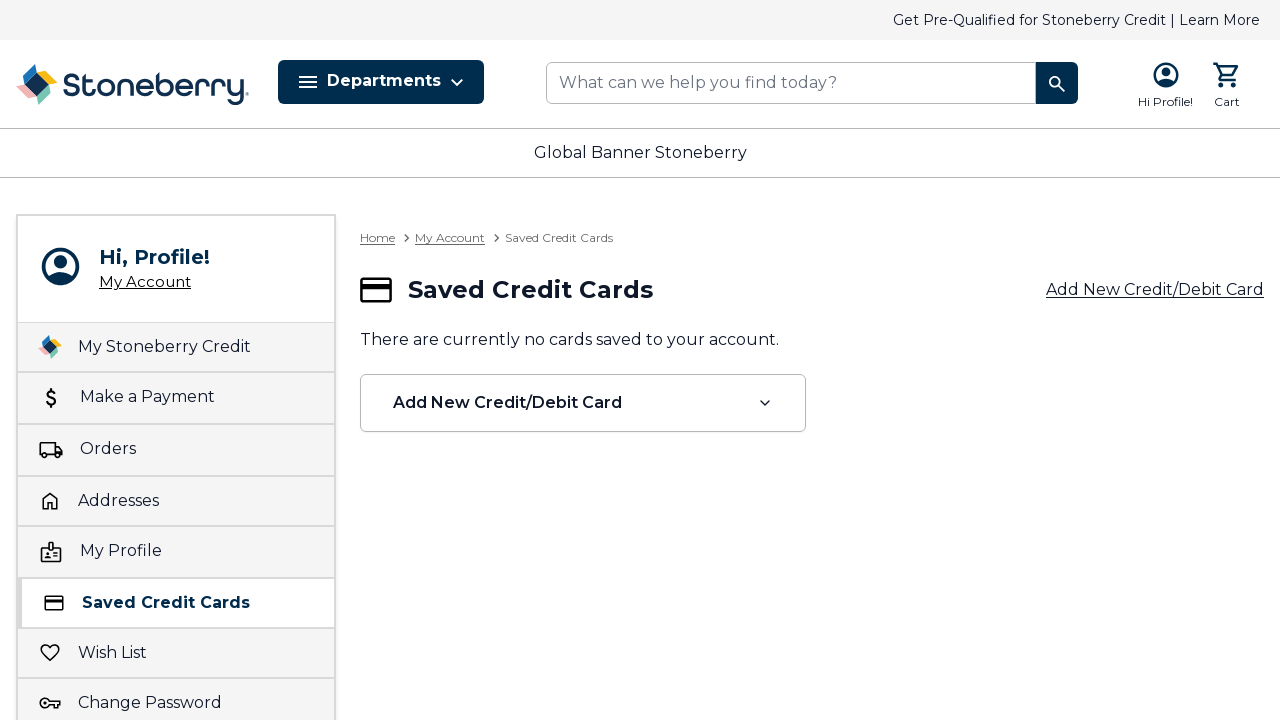 Get Pre-Qualified for Stoneberry Credit | Learn More
Stoneberry
Departments
What can we help you find today?
Hi Profile!
Cart
Global Banner Stoneberry
Hi, Profile!
My Account
My Stoneberry Credit
Make a Payment
Orders
Addresses
My Profile
Saved Credit Cards
Wish List
Change Password
Home > My Account > Saved Credit Cards
Saved Credit Cards
Add New Credit/Debit Card
There are currently no cards saved to your account.
Add New Credit/Debit Card